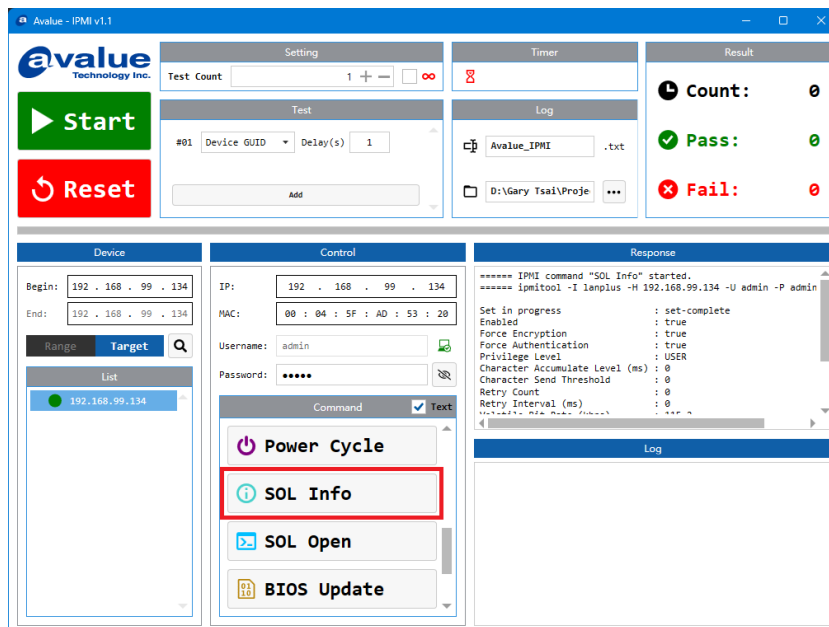 Avalue - IPMI v1.1
avalue
Technology Inc.
Start
Reset
Setting
Test Count 1
Test
#01 Device GUID Delay(s) 1
Add
Timer
Log
Avalue_IPMI .txt
D:\Gary Tsai\Proje
Result
Count: 0
Pass: 0
Fail: 0
Device
Begin: 192 . 168 . 99 . 134
End: 192 . 168 . 99 . 134
Range Target
List
192.168.99.134
Control
IP: 192 . 168 . 99 . 134
MAC: 00 : 04 : 5F : AD : 53 : 20
Username: admin
Password: ●●●●●
Command Text
Power Cycle
SOL Info
SOL Open
BIOS Update
Response
====== IPMI command "SOL Info" started.
====== ipmitool -I lanplus -H 192.168.99.134 -U admin -P admin
Set in progress : set-complete
Enabled : true
Force Encryption : true
Force Authentication : true
Privilege Level : USER
Character Accumulate Level (ms) : 0
Character Send Threshold : 0
Retry Count : 0
Retry Interval (ms) : 0
Log